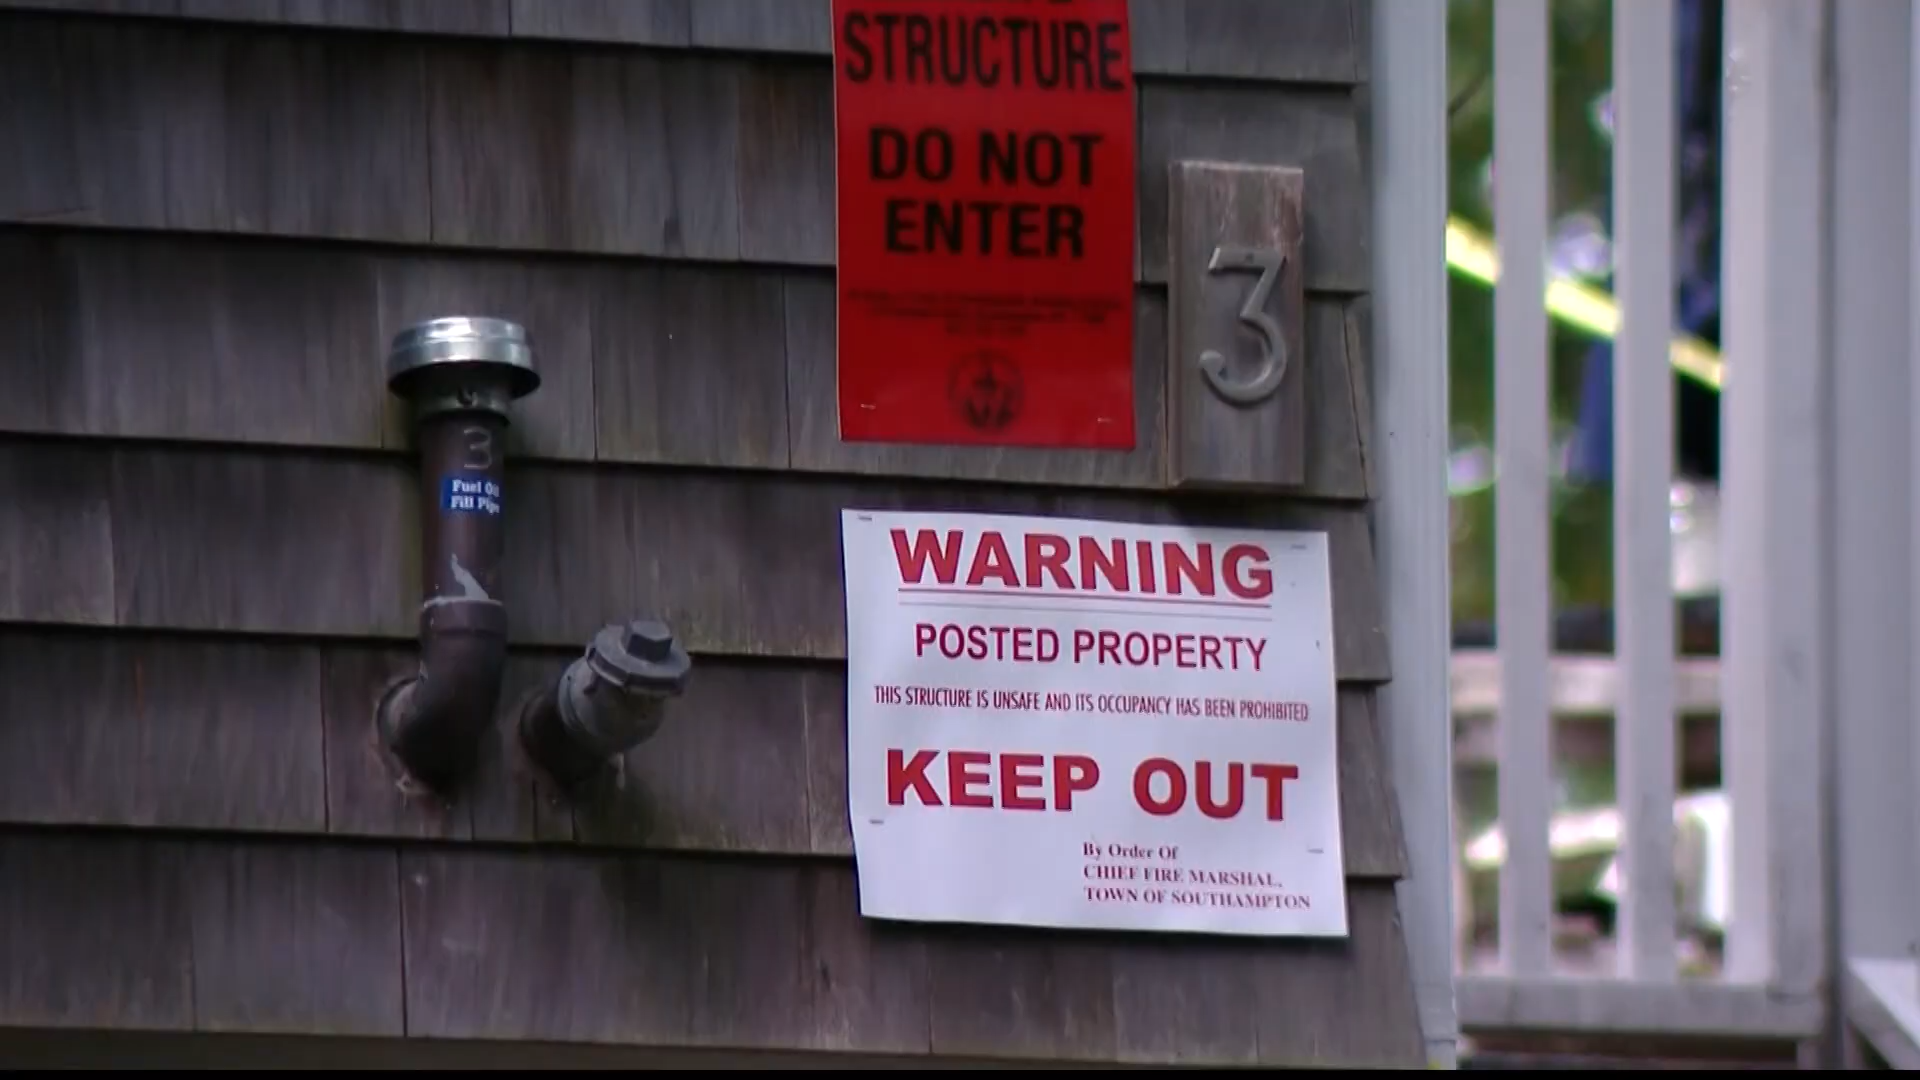 STRUCTURE
DO NOT
ENTER
3
3
Fuel Oil
Fill Pipe
WARNING
POSTED PROPERTY
THIS STRUCTURE IS UNSAFE AND ITS OCCUPANCY HAS BEEN PROHIBITED
KEEP OUT
By Order Of
CHIEF FIRE MARSHAL,
TOWN OF SOUTHAMPTON